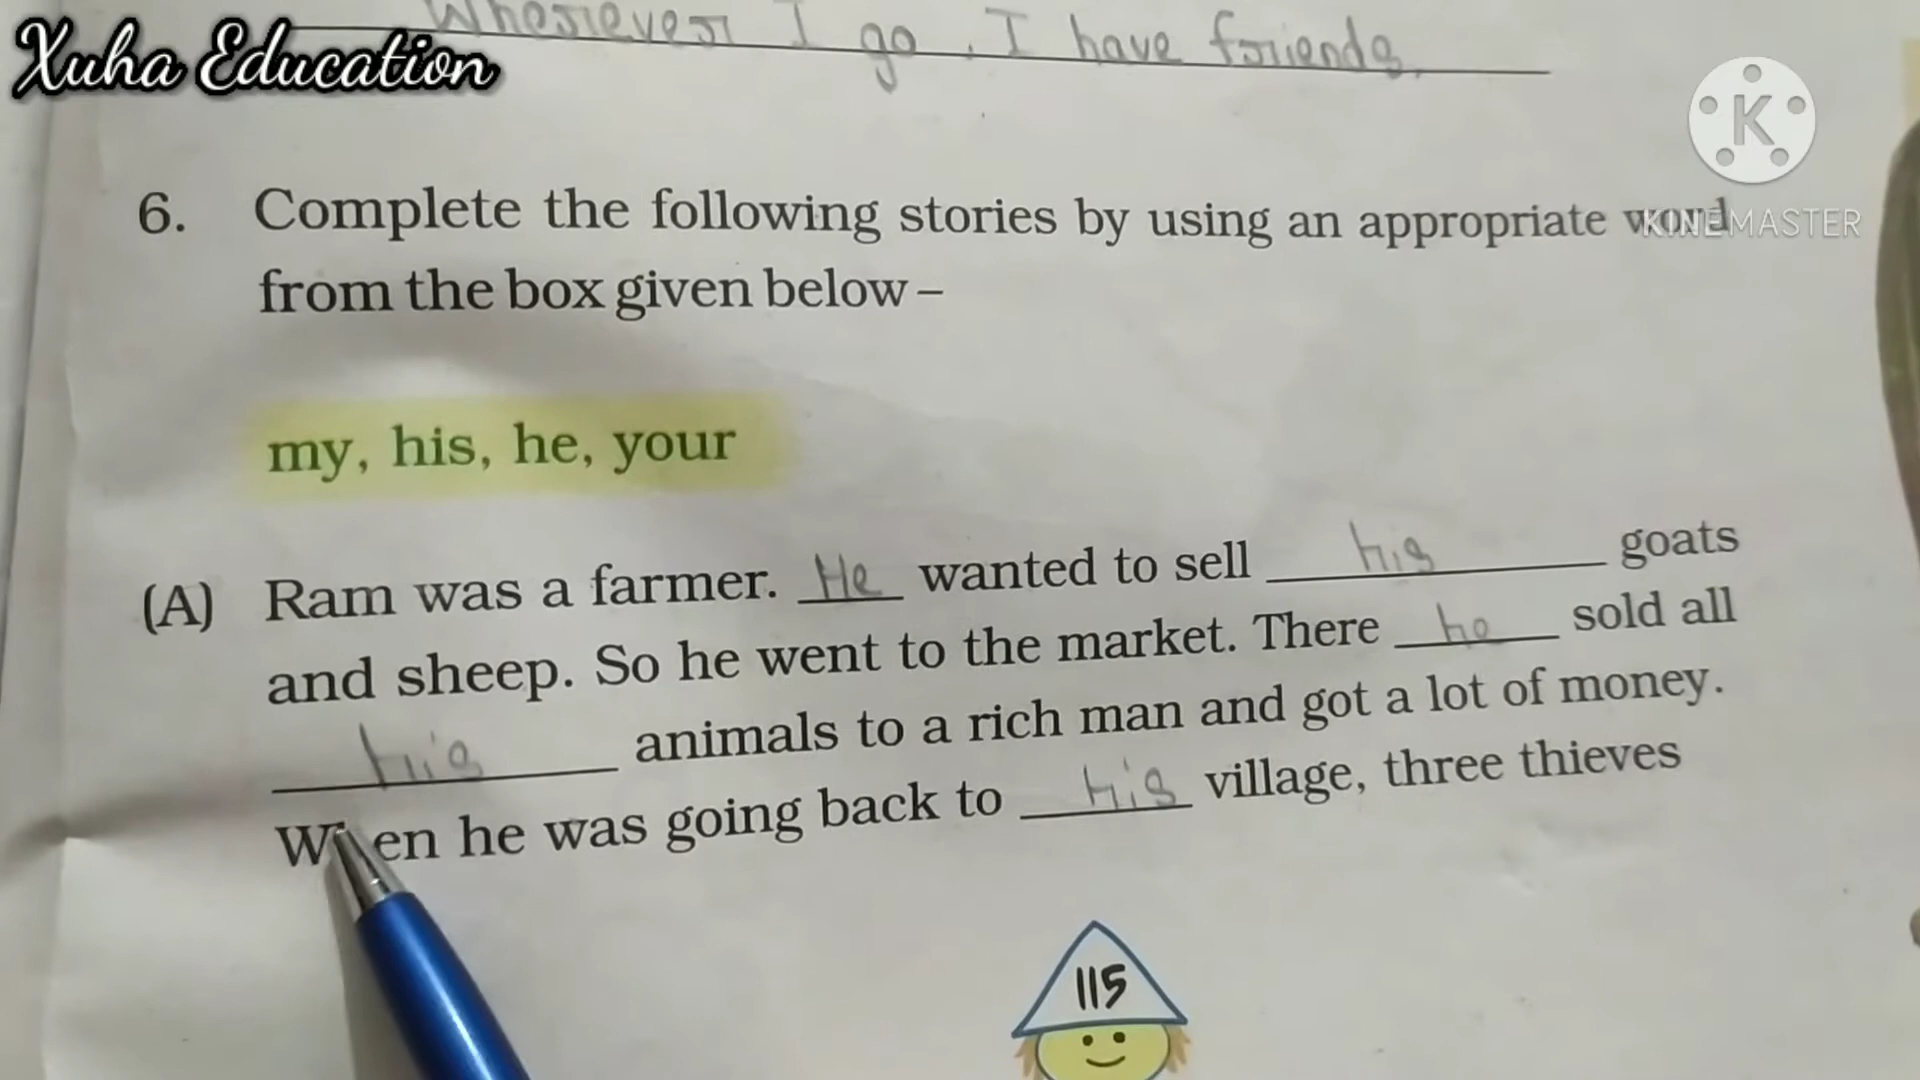 Xuha Education
Wherever I go, I have friends.
KINEMASTER
6. Complete the following stories by using an appropriate word
from the box given below –
my, his, he, your
(A) Ram was a farmer. He wanted to sell his goats
and sheep. So he went to the market. There he sold all
his animals to a rich man and got a lot of money.
When he was going back to his village, three thieves
115